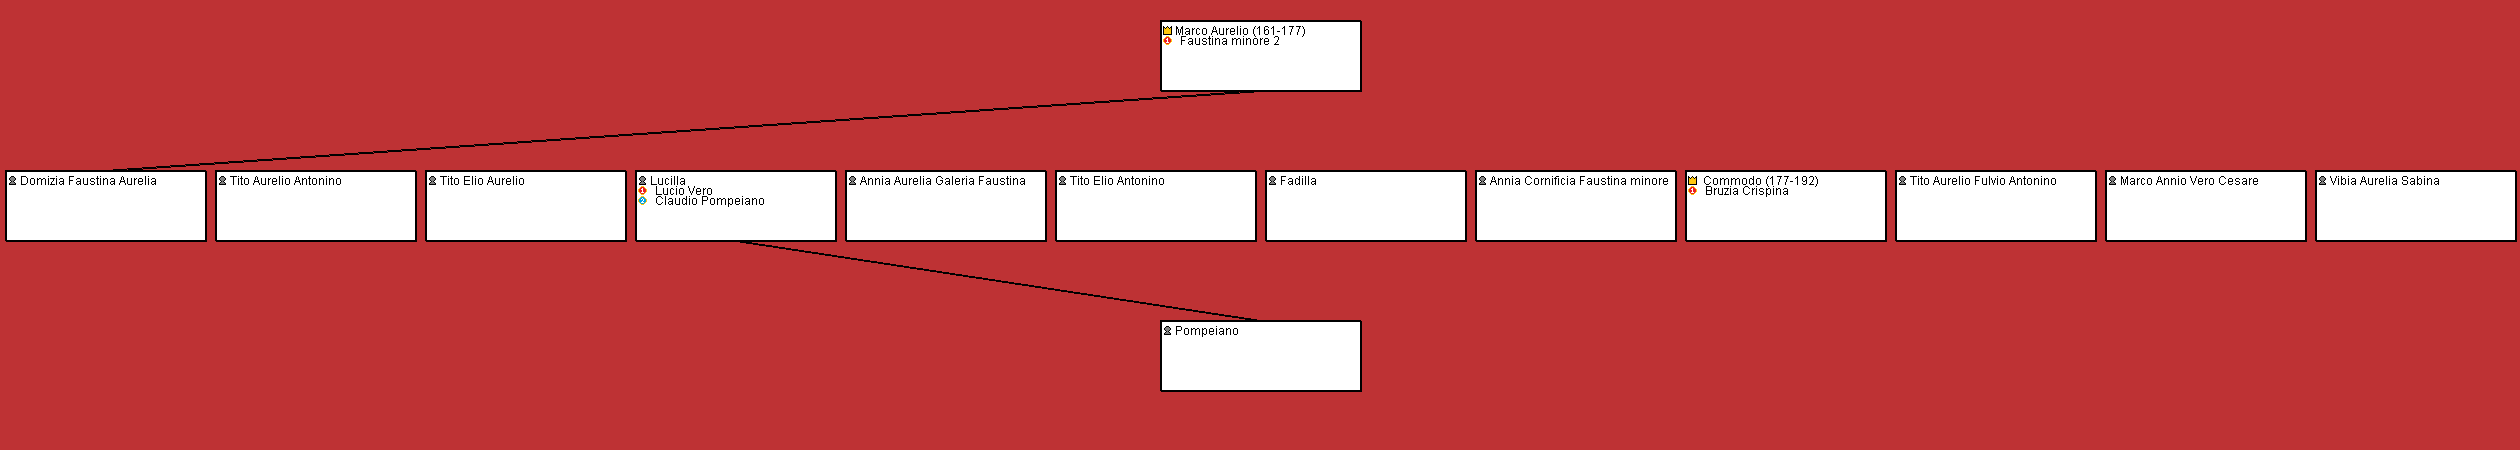 Marco Aurelio (161-177)
Faustina minore 2
Domizia Faustina Aurelia
Tito Aurelio Antonino
Tito Elio Aurelio
Lucilla
Lucio Vero
Claudio Pompeiano
Annia Aurelia Galeria Faustina
Tito Elio Antonino
Fadilla
Annia Cornificia Faustina minore
Commodo (177-192)
Bruzia Crispina
Tito Aurelio Fulvio Antonino
Marco Annio Vero Cesare
Vibia Aurelia Sabina
Pompeiano